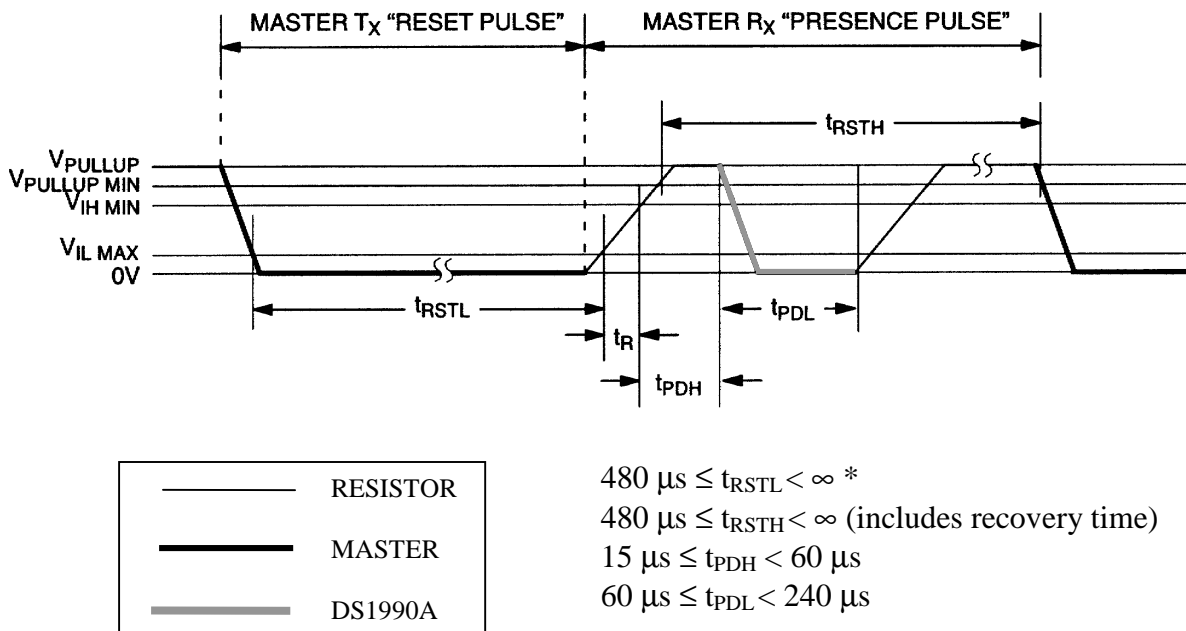 MASTER TX “RESET PULSE” MASTER RX “PRESENCE PULSE”
tRSTH
VPULLUP
VPULLUP MIN
VIH MIN
VIL MAX
0V
tRSTL
tPDL
tR
tPDH
RESISTOR
MASTER
DS1990A
480 μs ≤ tRSTL < ∞ *
480 μs ≤ tRSTH < ∞ (includes recovery time)
15 μs ≤ tPDH < 60 μs
60 μs ≤ tPDL < 240 μs